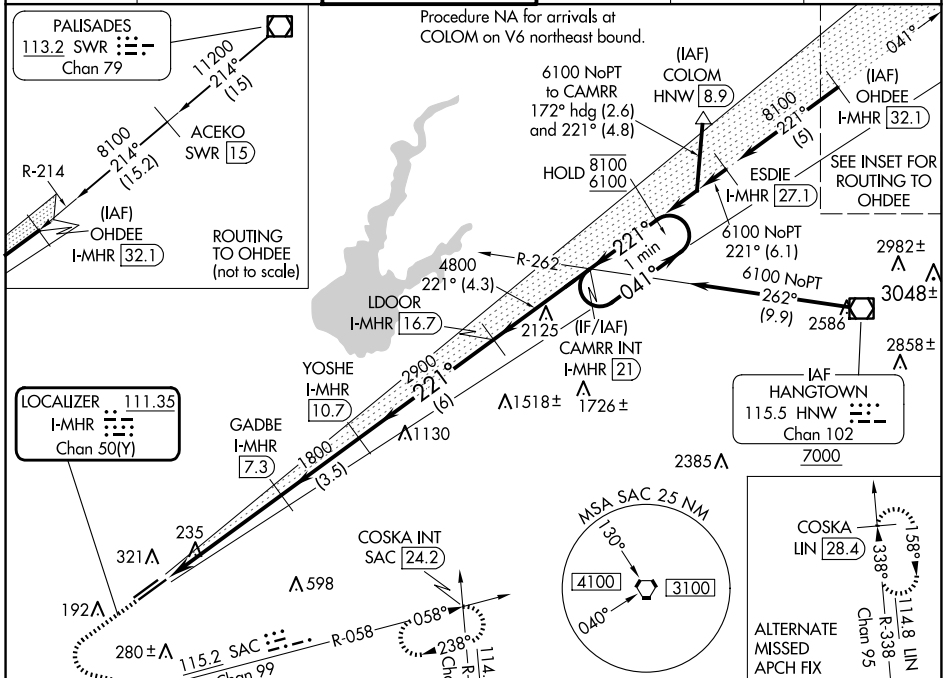 PALISADES
113.2 SWR
Chan 79
11200
214°
(15)
ACEKO
SWR 15
8100
214°
(15.2)
R-214
(IAF)
OHDEE
I-MHR 32.1
ROUTING
TO OHDEE
(not to scale)
Procedure NA for arrivals at
COLOM on V6 northeast bound.
6100 NoPT
to CAMRR
172° hdg (2.6)
and 221° (4.8)
(IAF)
COLOM
HNW 8.9
041°
(IAF)
OHDEE
I-MHR 32.1
8100
221°
(5)
SEE INSET FOR
ROUTING TO
OHDEE
HOLD 8100
6100
ESDIE
I-MHR 27.1
6100 NoPT
221° (6.1)
221°
1 min
041°
R-262
6100 NoPT
262°
(9.9)
2982±
3048±
2586
2858±
4800
221° (4.3)
LDOOR
I-MHR 16.7
2125
(IF/IAF)
CAMRR INT
I-MHR 21
IAF
HANGTOWN
115.5 HNW
Chan 102
7000
YOSHE
I-MHR
10.7
2900
221°
(6)
1518±
1726±
LOCALIZER 111.35
I-MHR
Chan 50(Y)
GADBE
I-MHR
7.3
1130
1800
(3.5)
2385
235
321
COSKA INT
SAC 24.2
MSA SAC 25 NM
130°
4100
3100
040°
COSKA
LIN 28.4
158°
338°
R-338
114.8 LIN
Chan 95
ALTERNATE
MISSED
APCH FIX
598
192
280±
115.2 SAC
Chan 99
R-058
058°
238°
114.
R-